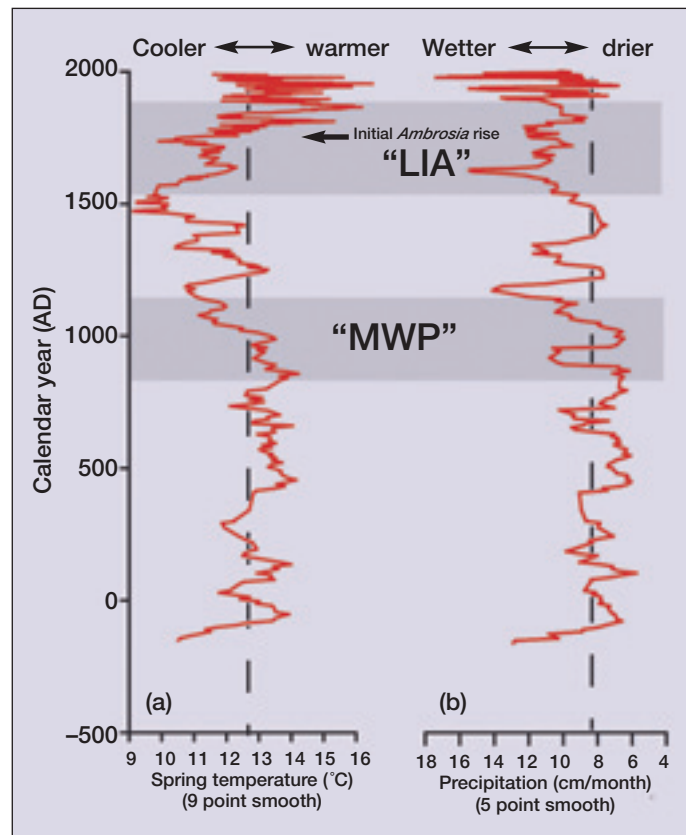 Cooler warmer Wetter drier
2000
Initial Ambrosia rise
“LIA”
1500
“MWP”
1000
Calendar year (AD)
500
0
(a) (b)
–500
9 10 11 12 13 14 15 16 18 16 14 12 10 8 6 4
Spring temperature (˚C) Precipitation (cm/month)
(9 point smooth) (5 point smooth)